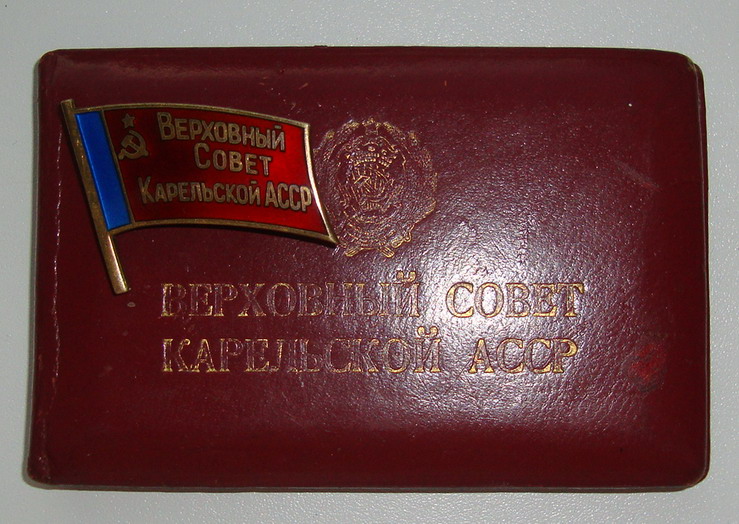 Верховный
Совет
Карельской АССР
ВЕРХОВНЫЙ СОВЕТ
КАРЕЛЬСКОЙ АССР